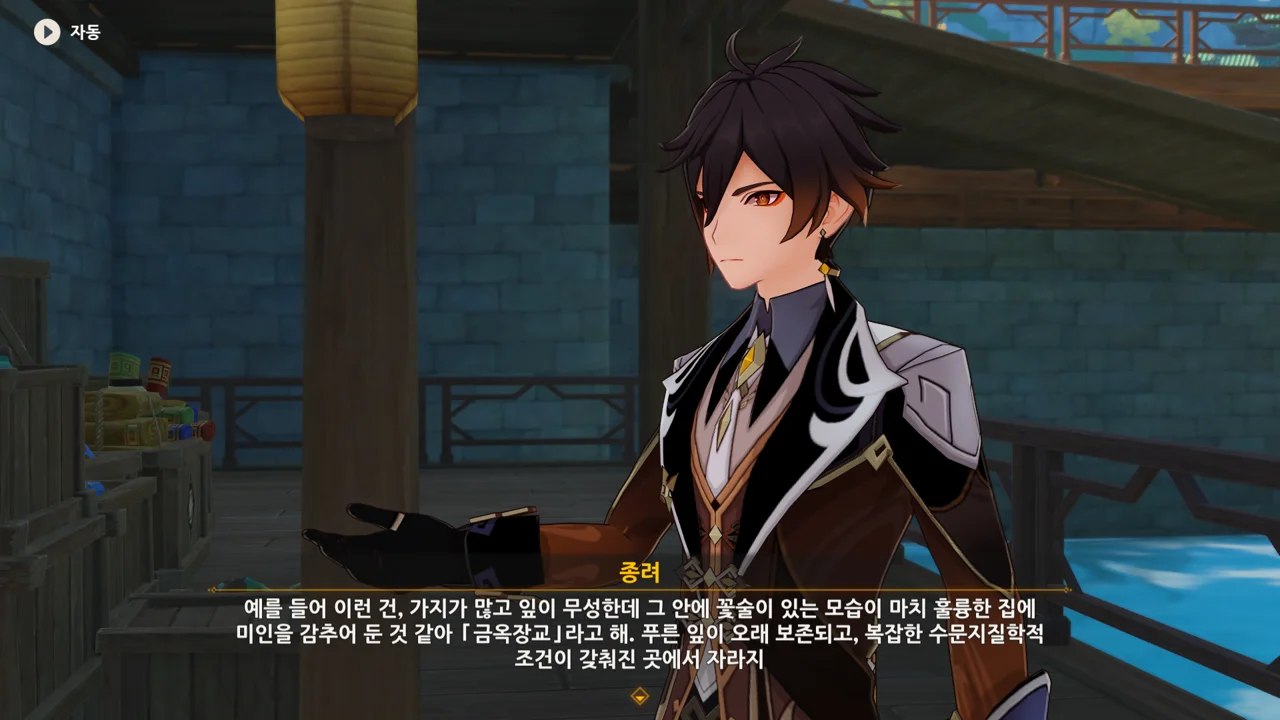 자동
종려
예를 들어 이런 건, 가지가 많고 잎이 무성한데 그 안에 꽃술이 있는 모습이 마치 훌륭한 집에
미인을 감추어 둔 것 같아 「금옥장교」라고 해. 푸른 잎이 오래 보존되고, 복잡한 수문지질학적
조건이 갖춰진 곳에서 자라지